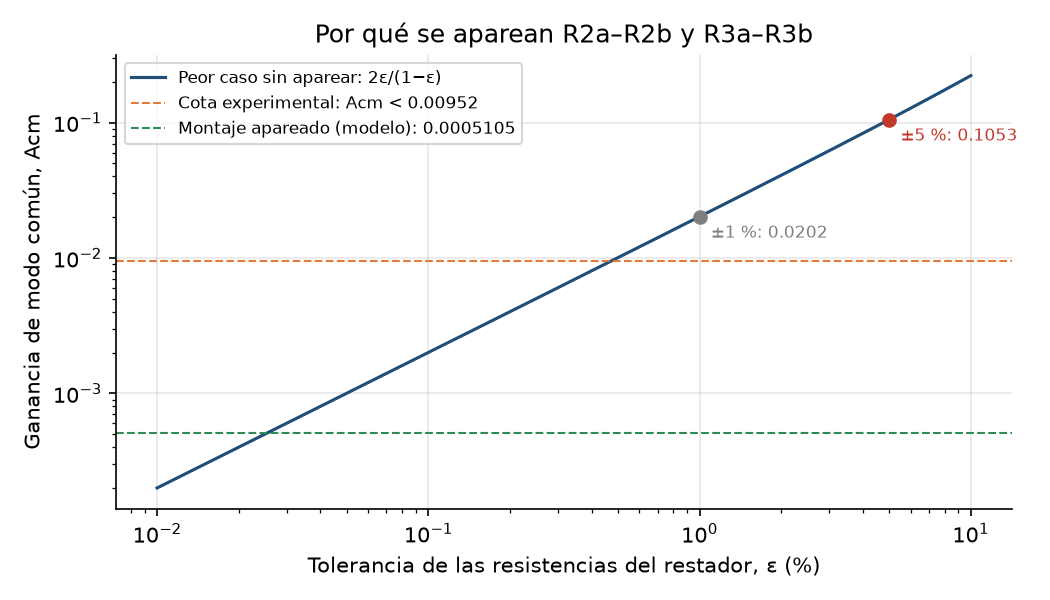 Por qué se aparean R2a–R2b y R3a–R3b
Peor caso sin aparear: 2ε/(1−ε)
Cota experimental: Acm < 0.00952
Montaje apareado (modelo): 0.0005105
Ganancia de modo común, Acm
10⁻¹
10⁻²
10⁻³
±5 %: 0.1053
±1 %: 0.0202
10⁻²
10⁻¹
10⁰
10¹
Tolerancia de las resistencias del restador, ε (%)